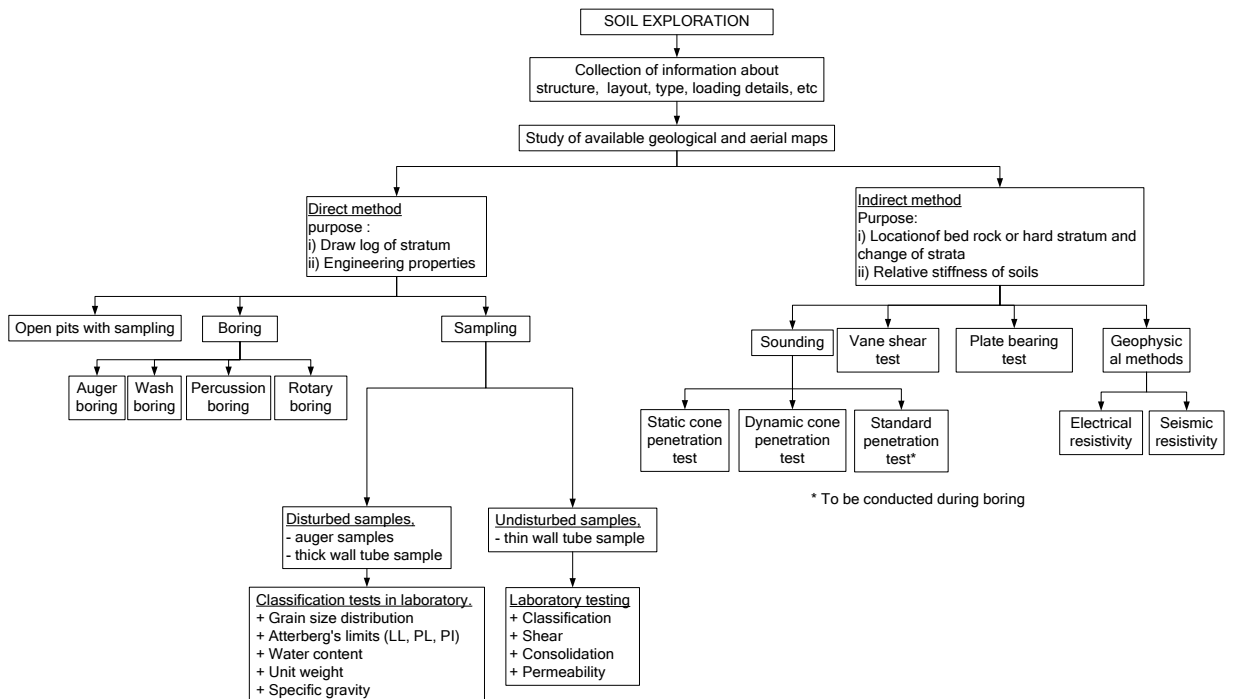 SOIL EXPLORATION
Collection of information about
structure, layout, type, loading details, etc
Study of available geological and aerial maps
Direct method
purpose :
i) Draw log of stratum
ii) Engineering properties
Indirect method
Purpose:
i) Locationof bed rock or hard stratum and
change of strata
ii) Relative stiffness of soils
Open pits with sampling
Boring
Sampling
Auger
boring
Wash
boring
Percussion
boring
Rotary
boring
Sounding
Vane shear
test
Plate bearing
test
Geophysic
al methods
Static cone
penetration
test
Dynamic cone
penetration
test
Standard
penetration
test*
Electrical
resistivity
Seismic
resistivity
* To be conducted during boring
Disturbed samples,
- auger samples
- thick wall tube sample
Undisturbed samples,
- thin wall tube sample
Classification tests in laboratory.
+ Grain size distribution
+ Atterberg's limits (LL, PL, PI)
+ Water content
+ Unit weight
+ Specific gravity
Laboratory testing
+ Classification
+ Shear
+ Consolidation
+ Permeability